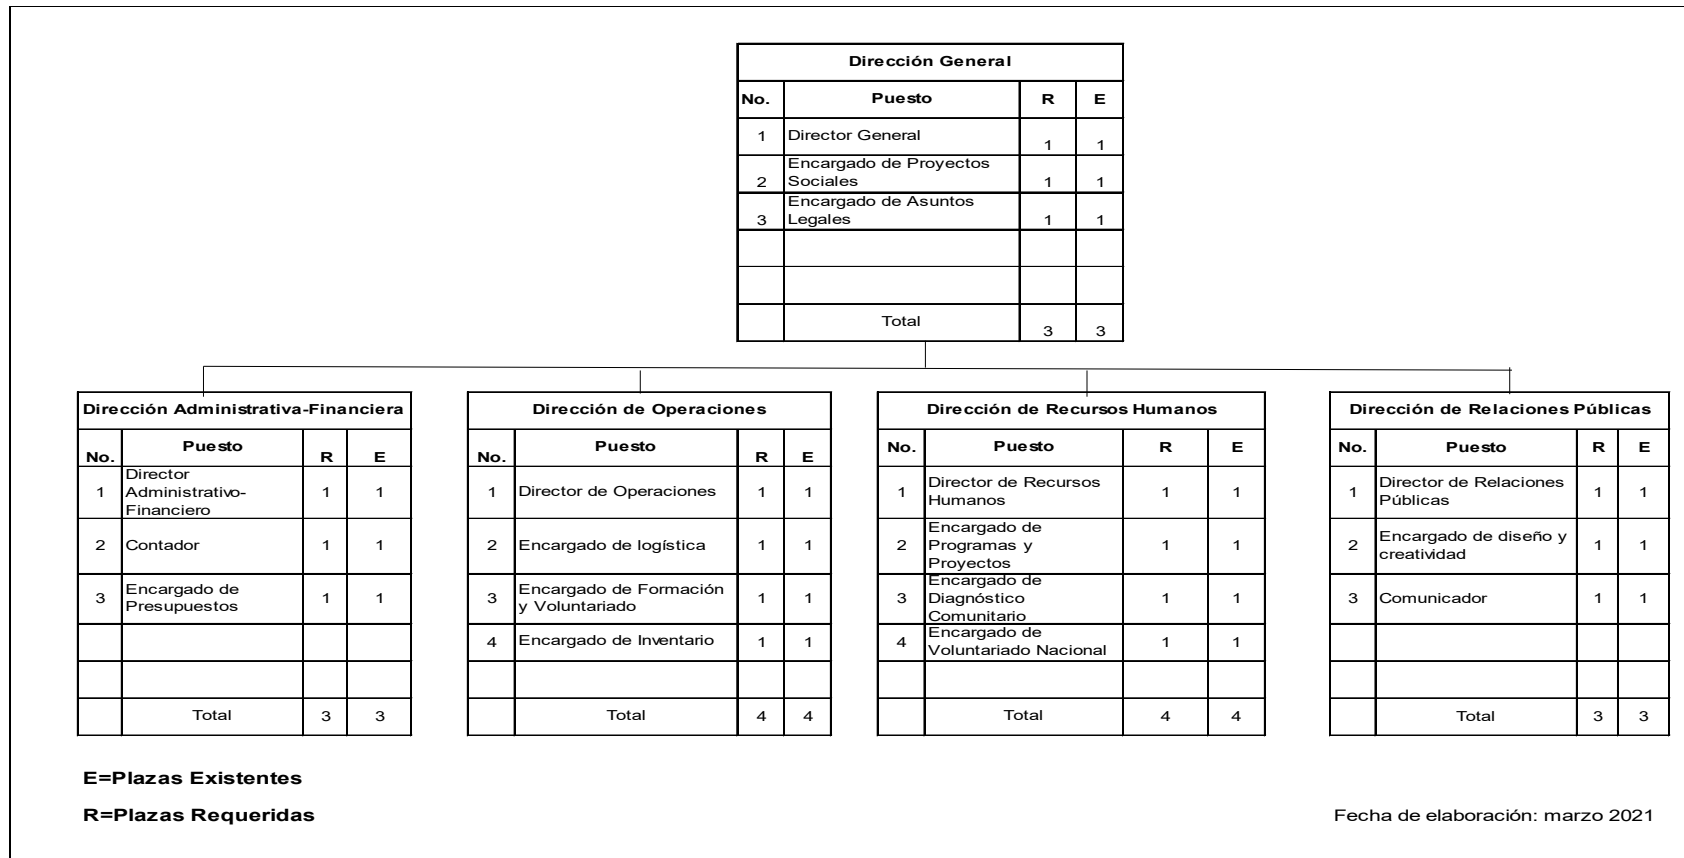 Dirección General
No. Puesto R E
1 Director General 1 1
Encargado de Proyectos
2 Sociales 1 1
Encargado de Asuntos
3 Legales 1 1
Total 3 3
Dirección Administrativa-Financiera
No. Puesto R E
Director
1 Administrativo- 1 1
Financiero
2 Contador 1 1
Encargado de
3 Presupuestos 1 1
Total 3 3
Dirección de Operaciones
No. Puesto R E
1 Director de Operaciones 1 1
2 Encargado de logística 1 1
Encargado de Formación
3 y Voluntariado 1 1
4 Encargado de Inventario 1 1
Total 4 4
Dirección de Recursos Humanos
No. Puesto R E
Director de Recursos
1 Humanos 1 1
Encargado de
2 Programas y 1 1
Proyectos
Encargado de
3 Diagnóstico 1 1
Comunitario
Encargado de
4 Voluntariado Nacional 1 1
Total 4 4
Dirección de Relaciones Públicas
No. Puesto R E
Director de Relaciones
1 Públicas 1 1
Encargado de diseño y
2 creatividad 1 1
3 Comunicador 1 1
Total 3 3
E=Plazas Existentes
R=Plazas Requeridas
Fecha de elaboración: marzo 2021